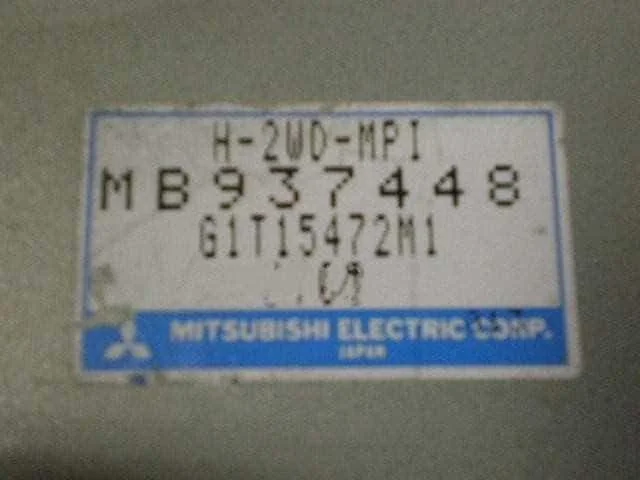 H-2WD-MPI
MB937448
G1T15472M1
MITSUBISHI ELECTRIC CORP.
JAPAN